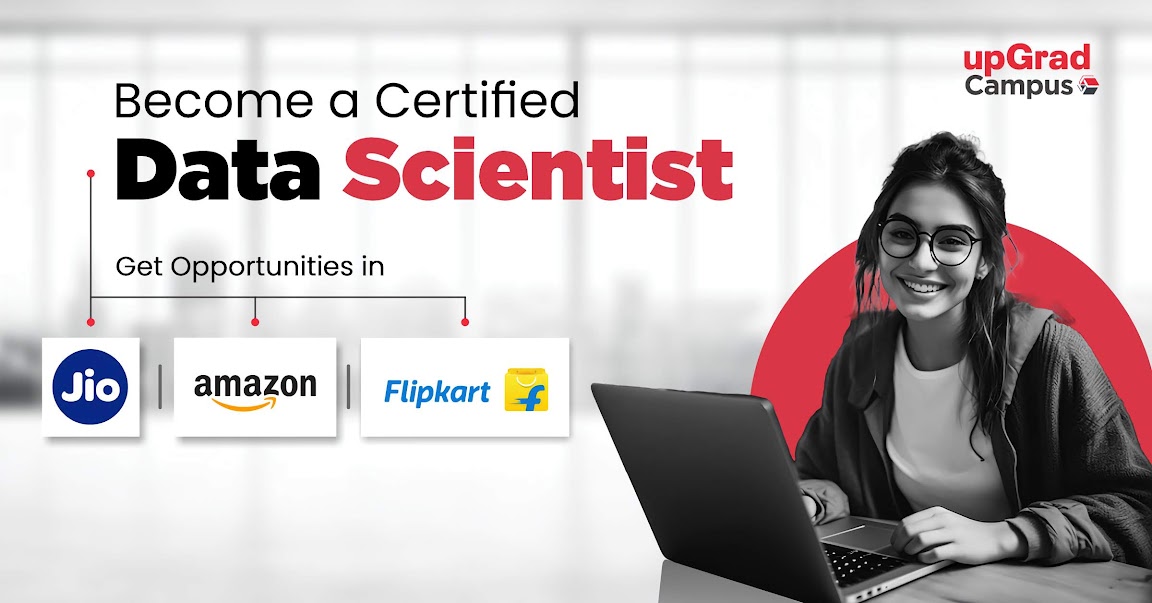 upGrad
Campus
Become a Certified
Data Scientist
Get Opportunities in
Jio
amazon
Flipkart